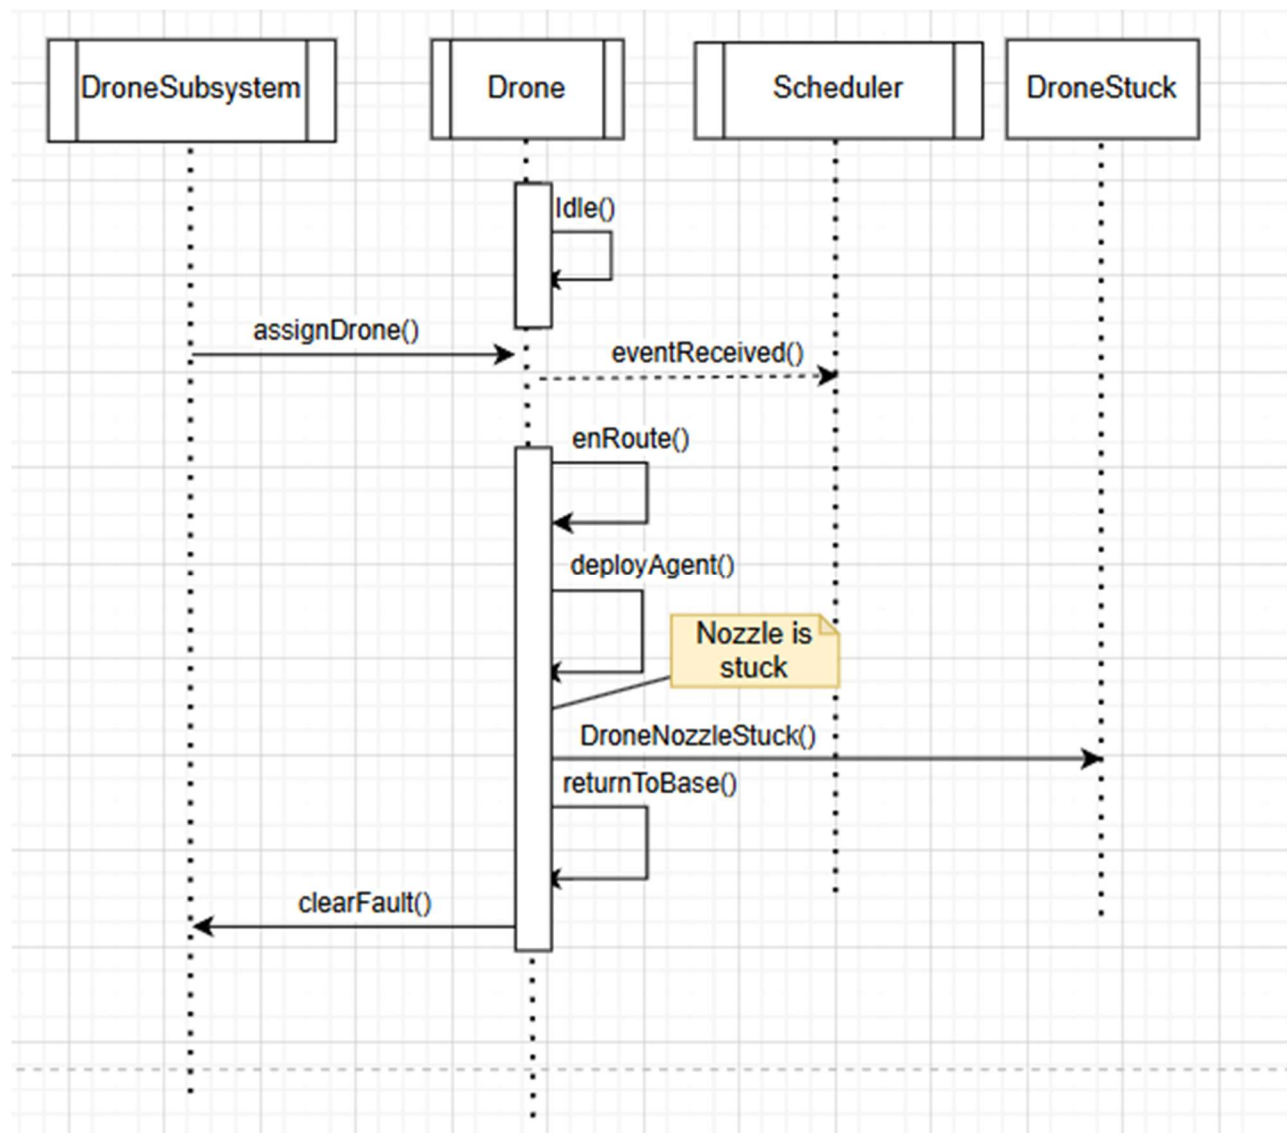 DroneSubsystem
Drone
Scheduler
DroneStuck
Idle()
assignDrone()
eventReceived()
enRoute()
deployAgent()
Nozzle is
stuck
DroneNozzleStuck()
returnToBase()
clearFault()